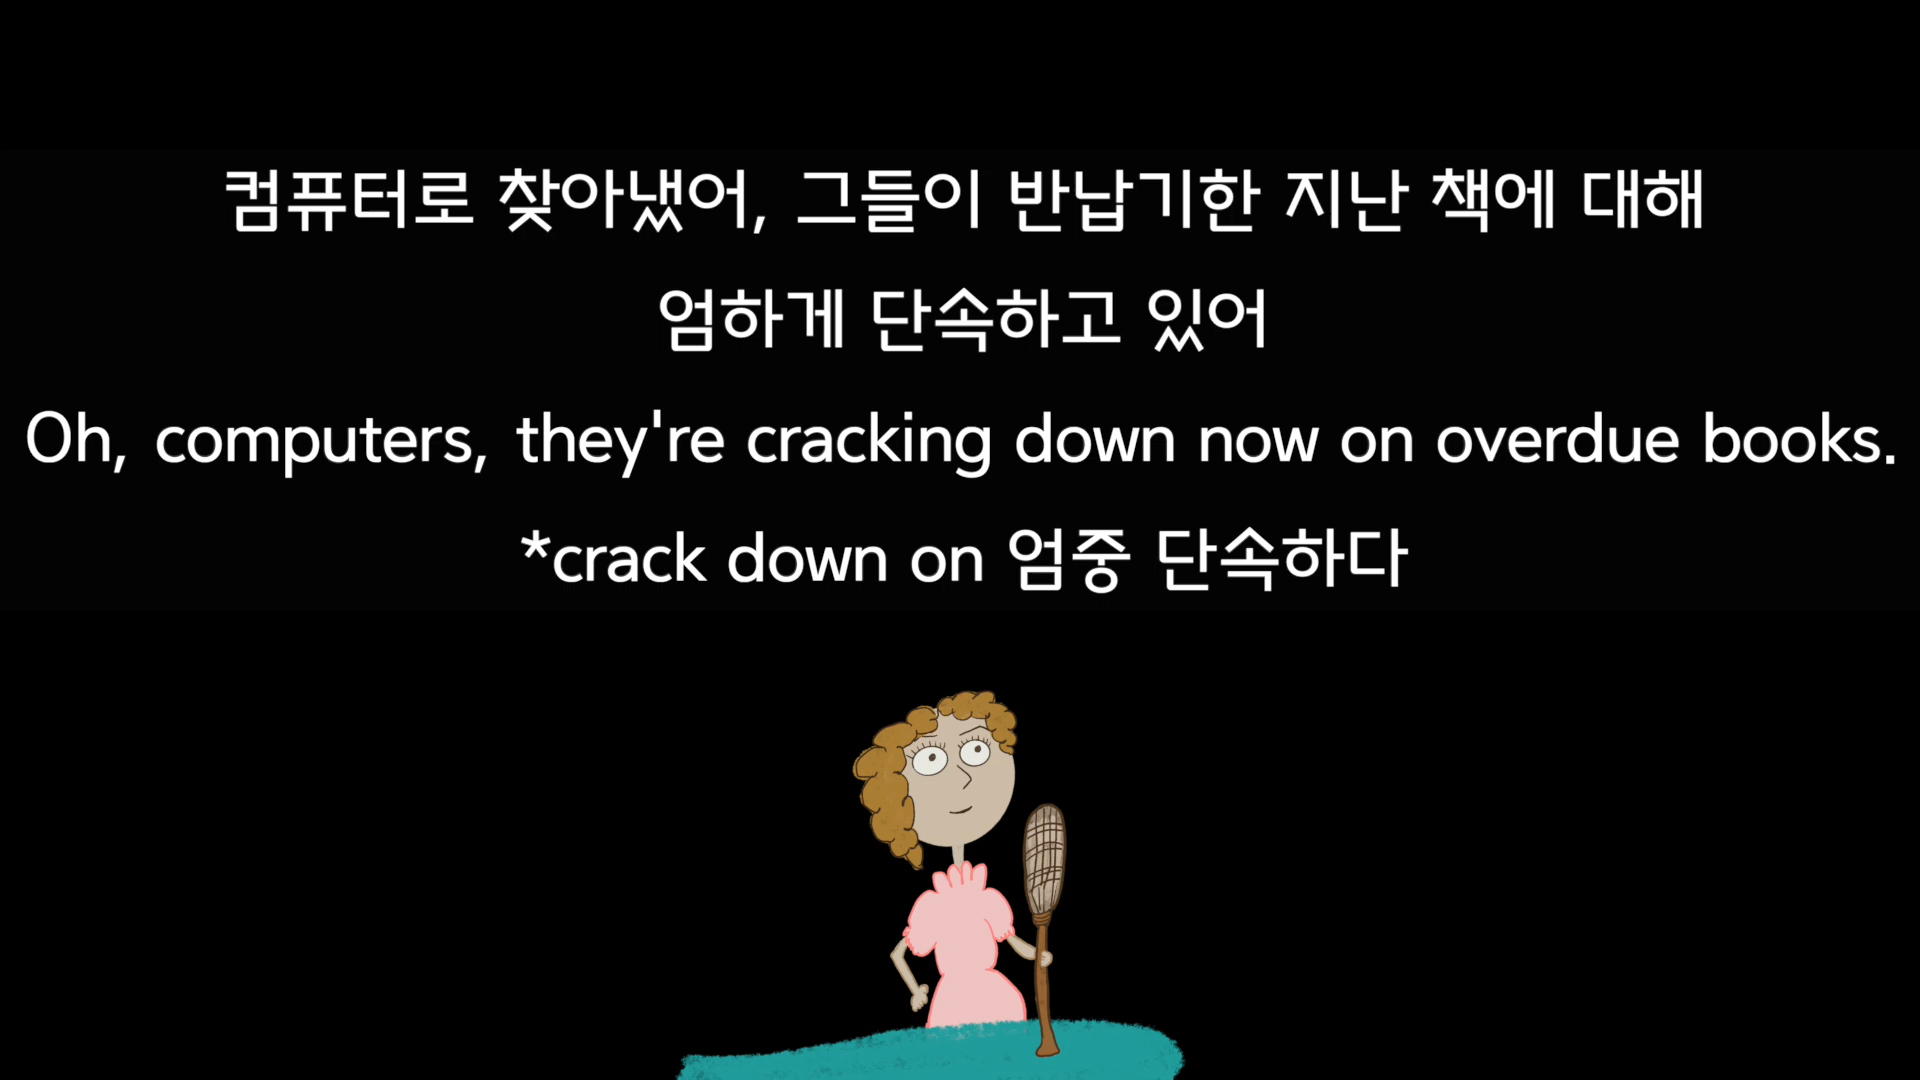 컴퓨터로 찾아냈어, 그들이 반납기한 지난 책에 대해
엄하게 단속하고 있어
Oh, computers, they're cracking down now on overdue books.
*crack down on 엄중 단속하다